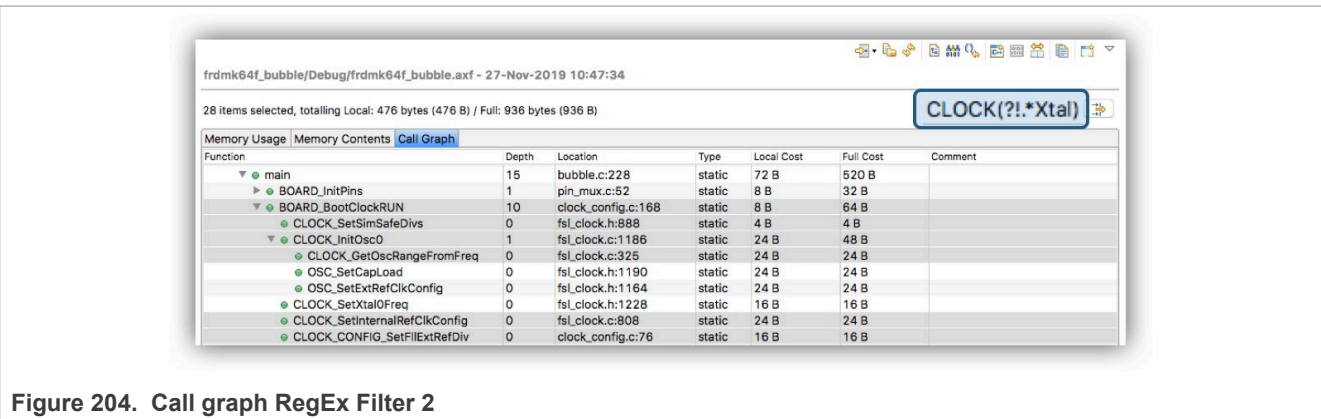 frdmk64f_bubble/Debug/frdmk64f_bubble.axf - 27-Nov-2019 10:47:34
28 items selected, totalling Local: 476 bytes (476 B) / Full: 936 bytes (936 B)
CLOCK(?!.*Xtal)
Memory Usage Memory Contents Call Graph
Function Depth Location Type Local Cost Full Cost Comment
main 15 bubble.c:228 static 72 B 520 B
BOARD_InitPins 1 pin_mux.c:52 static 8 B 32 B
BOARD_BootClockRUN 10 clock_config.c:168 static 8 B 64 B
CLOCK_SetSimSafeDivs 0 fsl_clock.h:888 static 4 B 4 B
CLOCK_InitOsc0 1 fsl_clock.c:1186 static 24 B 48 B
CLOCK_GetOscRangeFromFreq 0 fsl_clock.c:325 static 24 B 24 B
OSC_SetCapLoad 0 fsl_clock.h:1190 static 24 B 24 B
OSC_SetExtRefClkConfig 0 fsl_clock.h:1164 static 24 B 24 B
CLOCK_SetXtal0Freq 0 fsl_clock.h:1228 static 16 B 16 B
CLOCK_SetInternalRefClkConfig 0 fsl_clock.c:808 static 24 B 24 B
CLOCK_CONFIG_SetFllExtRefDiv 0 clock_config.c:76 static 16 B 16 B
Figure 204. Call graph RegEx Filter 2